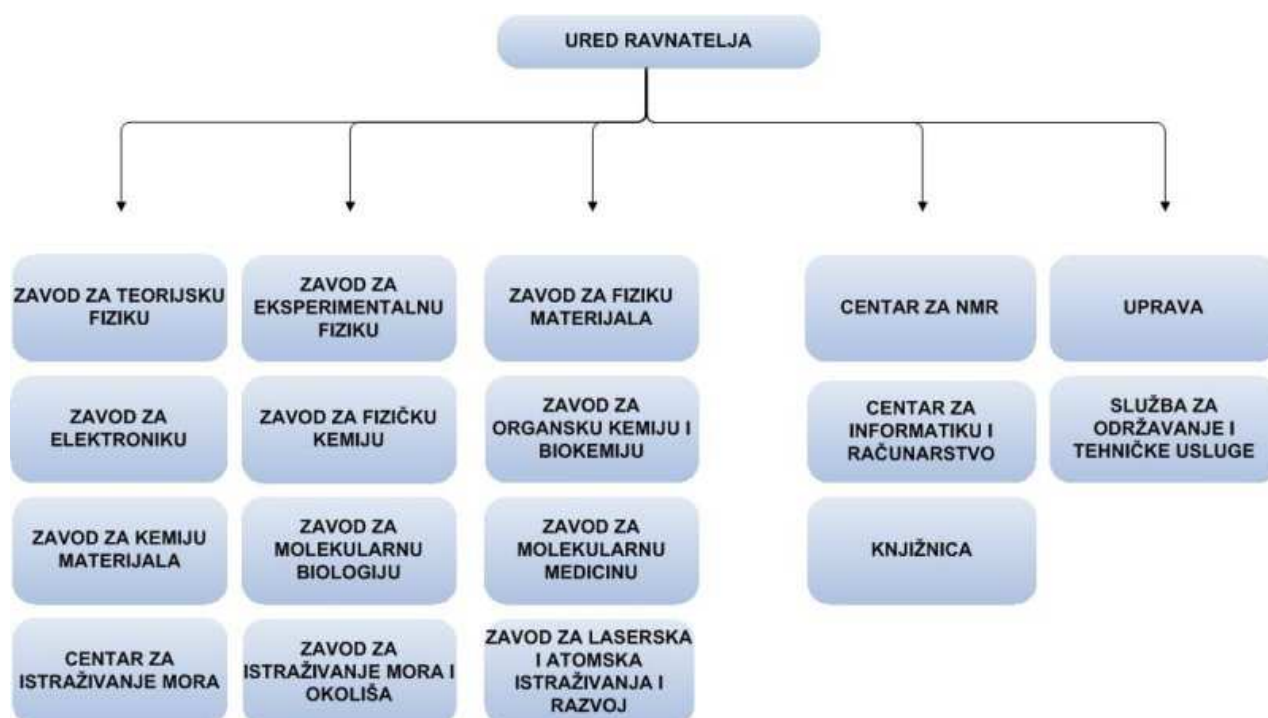 URED RAVNATELJA
ZAVOD ZA TEORIJSKU
FIZIKU
ZAVOD ZA
EKSPERIMENTALNU
FIZIKU
ZAVOD ZA FIZIKU
MATERIJALA
CENTAR ZA NMR
UPRAVA
ZAVOD ZA
ELEKTRONIKU
ZAVOD ZA FIZIČKU
KEMIJU
ZAVOD ZA
ORGANSKU KEMIJU I
BIOKEMIJU
CENTAR ZA
INFORMATIKU I
RAČUNARSTVO
SLUŽBA ZA
ODRŽAVANJE I
TEHNIČKE USLUGE
ZAVOD ZA KEMIJU
MATERIJALA
ZAVOD ZA
MOLEKULARNU
BIOLOGIJU
ZAVOD ZA
MOLEKULARNU
MEDICINU
KNJIŽNICA
CENTAR ZA
ISTRAŽIVANJE MORA
ZAVOD ZA
ISTRAŽIVANJE MORA I
OKOLIŠA
ZAVOD ZA LASERSKA
I ATOMSKA
ISTRAŽIVANJA I
RAZVOJ